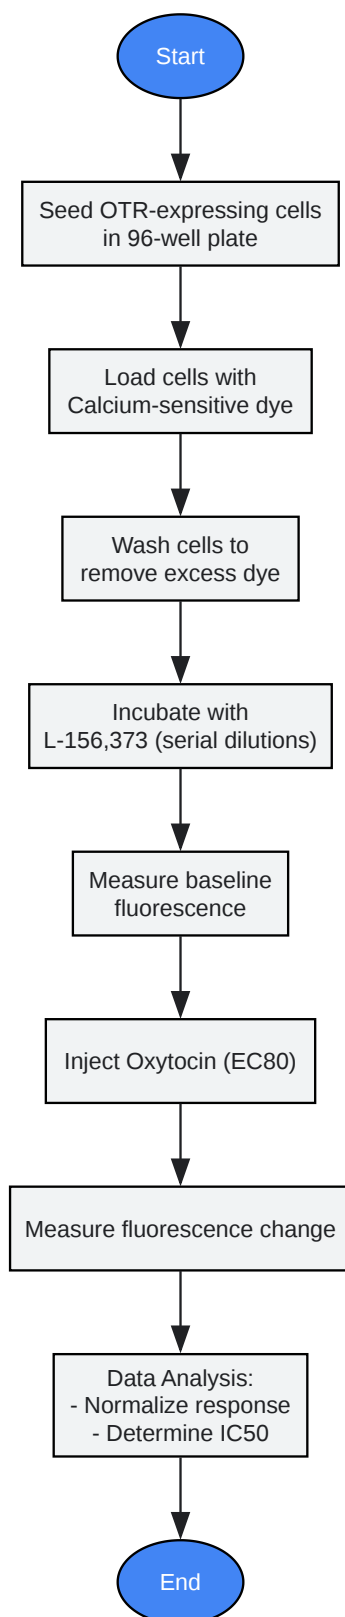 Start
Seed OTR-expressing cells
in 96-well plate
Load cells with
Calcium-sensitive dye
Wash cells to
remove excess dye
Incubate with
L-156,373 (serial dilutions)
Measure baseline
fluorescence
Inject Oxytocin (EC80)
Measure fluorescence change
Data Analysis:
- Normalize response
- Determine IC50
End